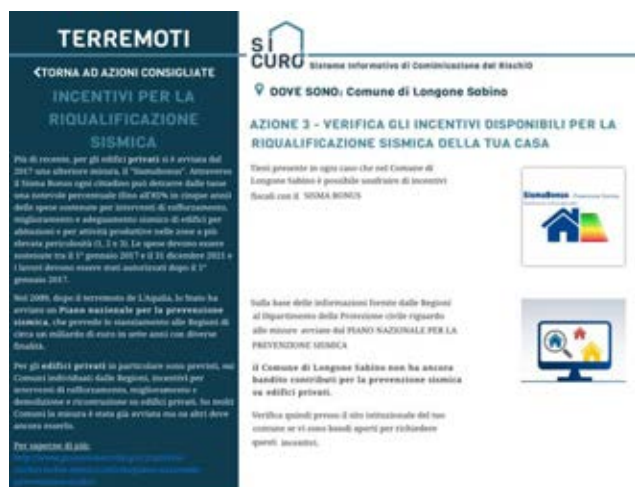 TERREMOTI
TORNA AD AZIONI CONSIGLIATE
INCENTIVI PER LA
RIQUALIFICAZIONE
SISMICA
Più di recente, per gli edifici privati si è avviata dal
2017 una ulteriore misura, il "SismaBonus". Attraverso
il Sisma Bonus ogni cittadino può detrarre dalle tasse
una notevole percentuale (fino all'85% in cinque anni)
delle spese sostenute per interventi di rafforzamento,
miglioramento e adeguamento sismico di edifici per
abitazioni e per attività produttive nelle zone a più
elevata pericolosità (1, 2 e 3). Le spese devono essere
sostenute tra il 1° gennaio 2017 e il 31 dicembre 2021 e
i lavori devono essere stati autorizzati dopo il 1°
gennaio 2017.
Nel 2009, dopo il terremoto de L'Aquila, lo Stato ha
avviato un Piano nazionale per la prevenzione
sismica, che prevede lo stanziamento alle Regioni di
circa un miliardo di euro in sette anni con diverse
finalità.
Per gli edifici privati in particolare sono previsti, nei
Comuni individuati dalle Regioni, incentivi per
interventi di rafforzamento, miglioramento e
demolizione e ricostruzione su edifici privati. In molti
Comuni la misura è stata già avviata ma su altri deve
ancora esserlo.
Per saperne di più:
SI
CURO Sistema Informativo di Comunicazione del RischiO
DOVE SONO: Comune di Longone Sabino
AZIONE 3 - VERIFICA GLI INCENTIVI DISPONIBILI PER LA
RIQUALIFICAZIONE SISMICA DELLA TUA CASA
Tieni presente in ogni caso che nel Comune di
Longone Sabino è possibile usufruire di incentivi
fiscali con il SISMA BONUS
SismaBonus
Sulla base delle informazioni fornite dalle Regioni
al Dipartimento della Protezione civile riguardo
alle misure avviate dal PIANO NAZIONALE PER LA
PREVENZIONE SISMICA
il Comune di Longone Sabino non ha ancora
bandito contributi per la prevenzione sismica
su edifici privati.
Verifica quindi presso il sito istituzionale del tuo
comune se vi sono bandi aperti per richiedere
questi incentivi.